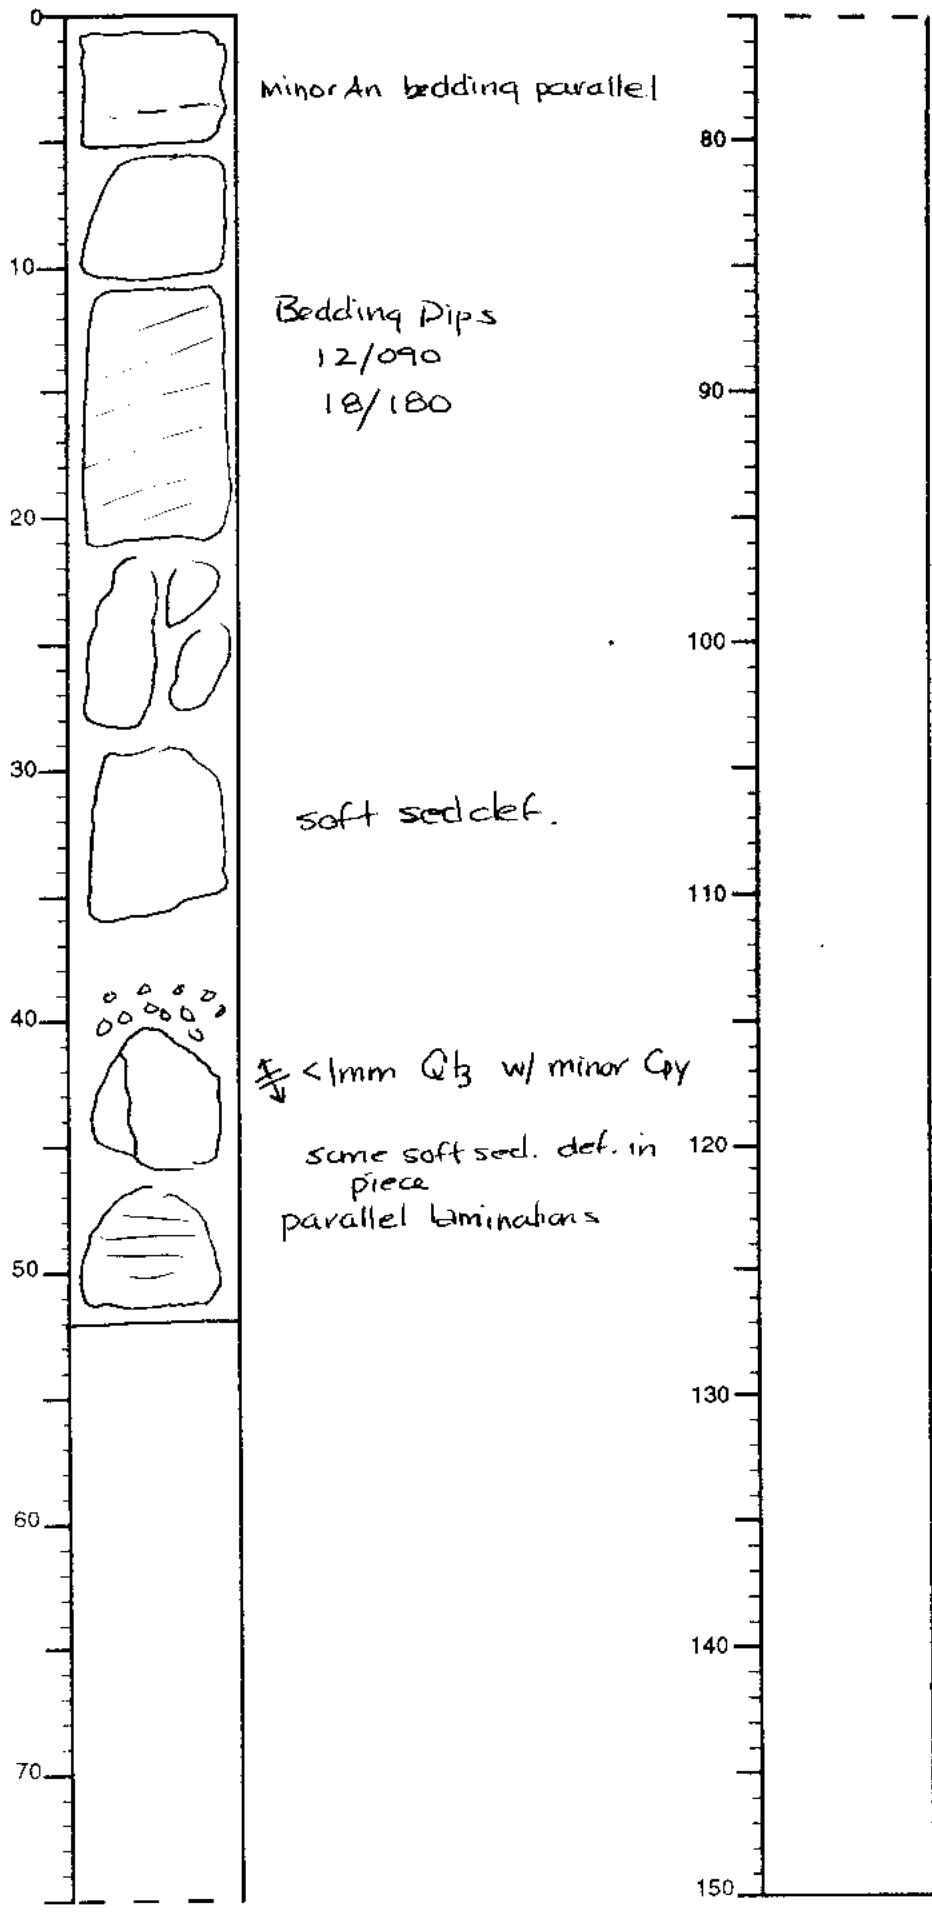 0
minor An bedding parallel
10
Bedding Dips
12/090
18/180
20
30
soft sed def.
40
<1mm Qtz w/ minor Gy
some soft sed. def. in
piece
parallel laminations
50
60
70
80
90
100
110
120
130
140
150